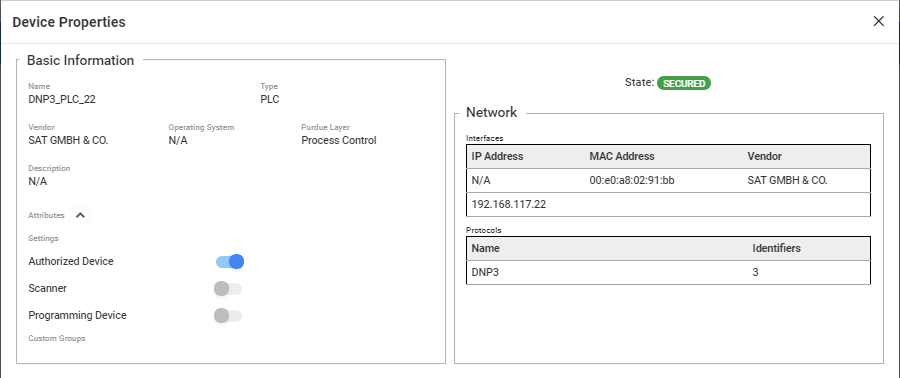 Device Properties
Basic Information
Name
Type
DNP3_PLC_22
PLC
Vendor
Operating System
Purdue Layer
SAT GMBH & CO.
N/A
Process Control
Description
N/A
Attributes
Settings
Authorized Device
Scanner
Programming Device
Custom Groups
State: SECURED
Network
Interfaces
IP Address MAC Address Vendor
N/A 00:e0:a8:02:91:bb SAT GMBH & CO.
192.168.117.22
Protocols
Name Identifiers
DNP3 3